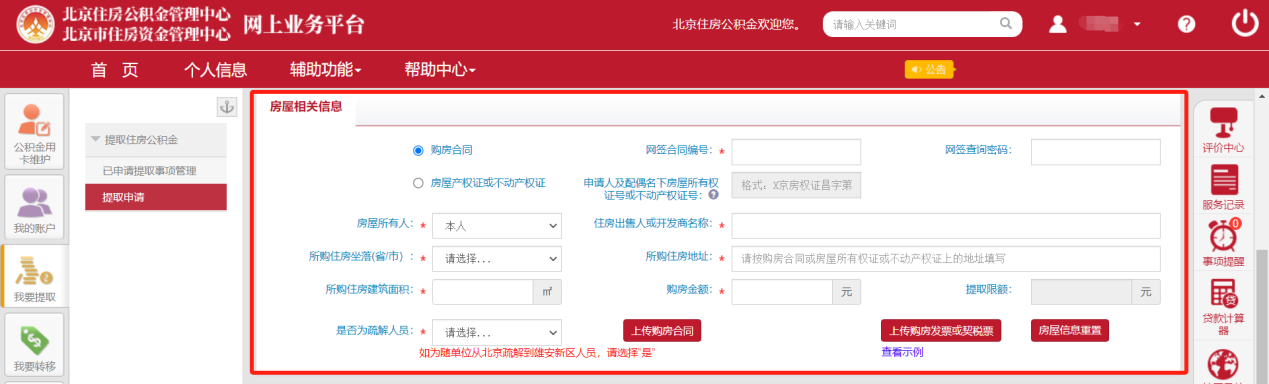 北京住房公积金管理中心
北京市住房资金管理中心
网上业务平台
北京住房公积金欢迎您。
请输入关键词
首 页
个人信息
辅助功能
帮助中心
公告
公积金用
卡维护
我的账户
我要提取
我要转移
提取住房公积金
已申请提取事项管理
提取申请
房屋相关信息
购房合同
网签合同编号：*
网签查询密码：
房屋产权证或不动产权证
申请人及配偶名下房屋所有权
证号或不动产权证号：
格式：X京房权证昌字第
房屋所有人：*
本人
住房出售人或开发商名称：*
所购住房坐落(省/市)：*
请选择...
所购住房地址：*
请按购房合同或房屋所有权证或不动产权证上的地址填写
所购住房建筑面积：*
㎡
购房金额：*
元
提取限额：
元
是否为疏解人员：*
请选择...
上传购房合同
上传购房发票或契税票
房屋信息重置
如为随单位从北京疏解到雄安新区人员，请选择"是"
查看示例
评价中心
服务记录
0
事项提醒
贷
贷款计算
器